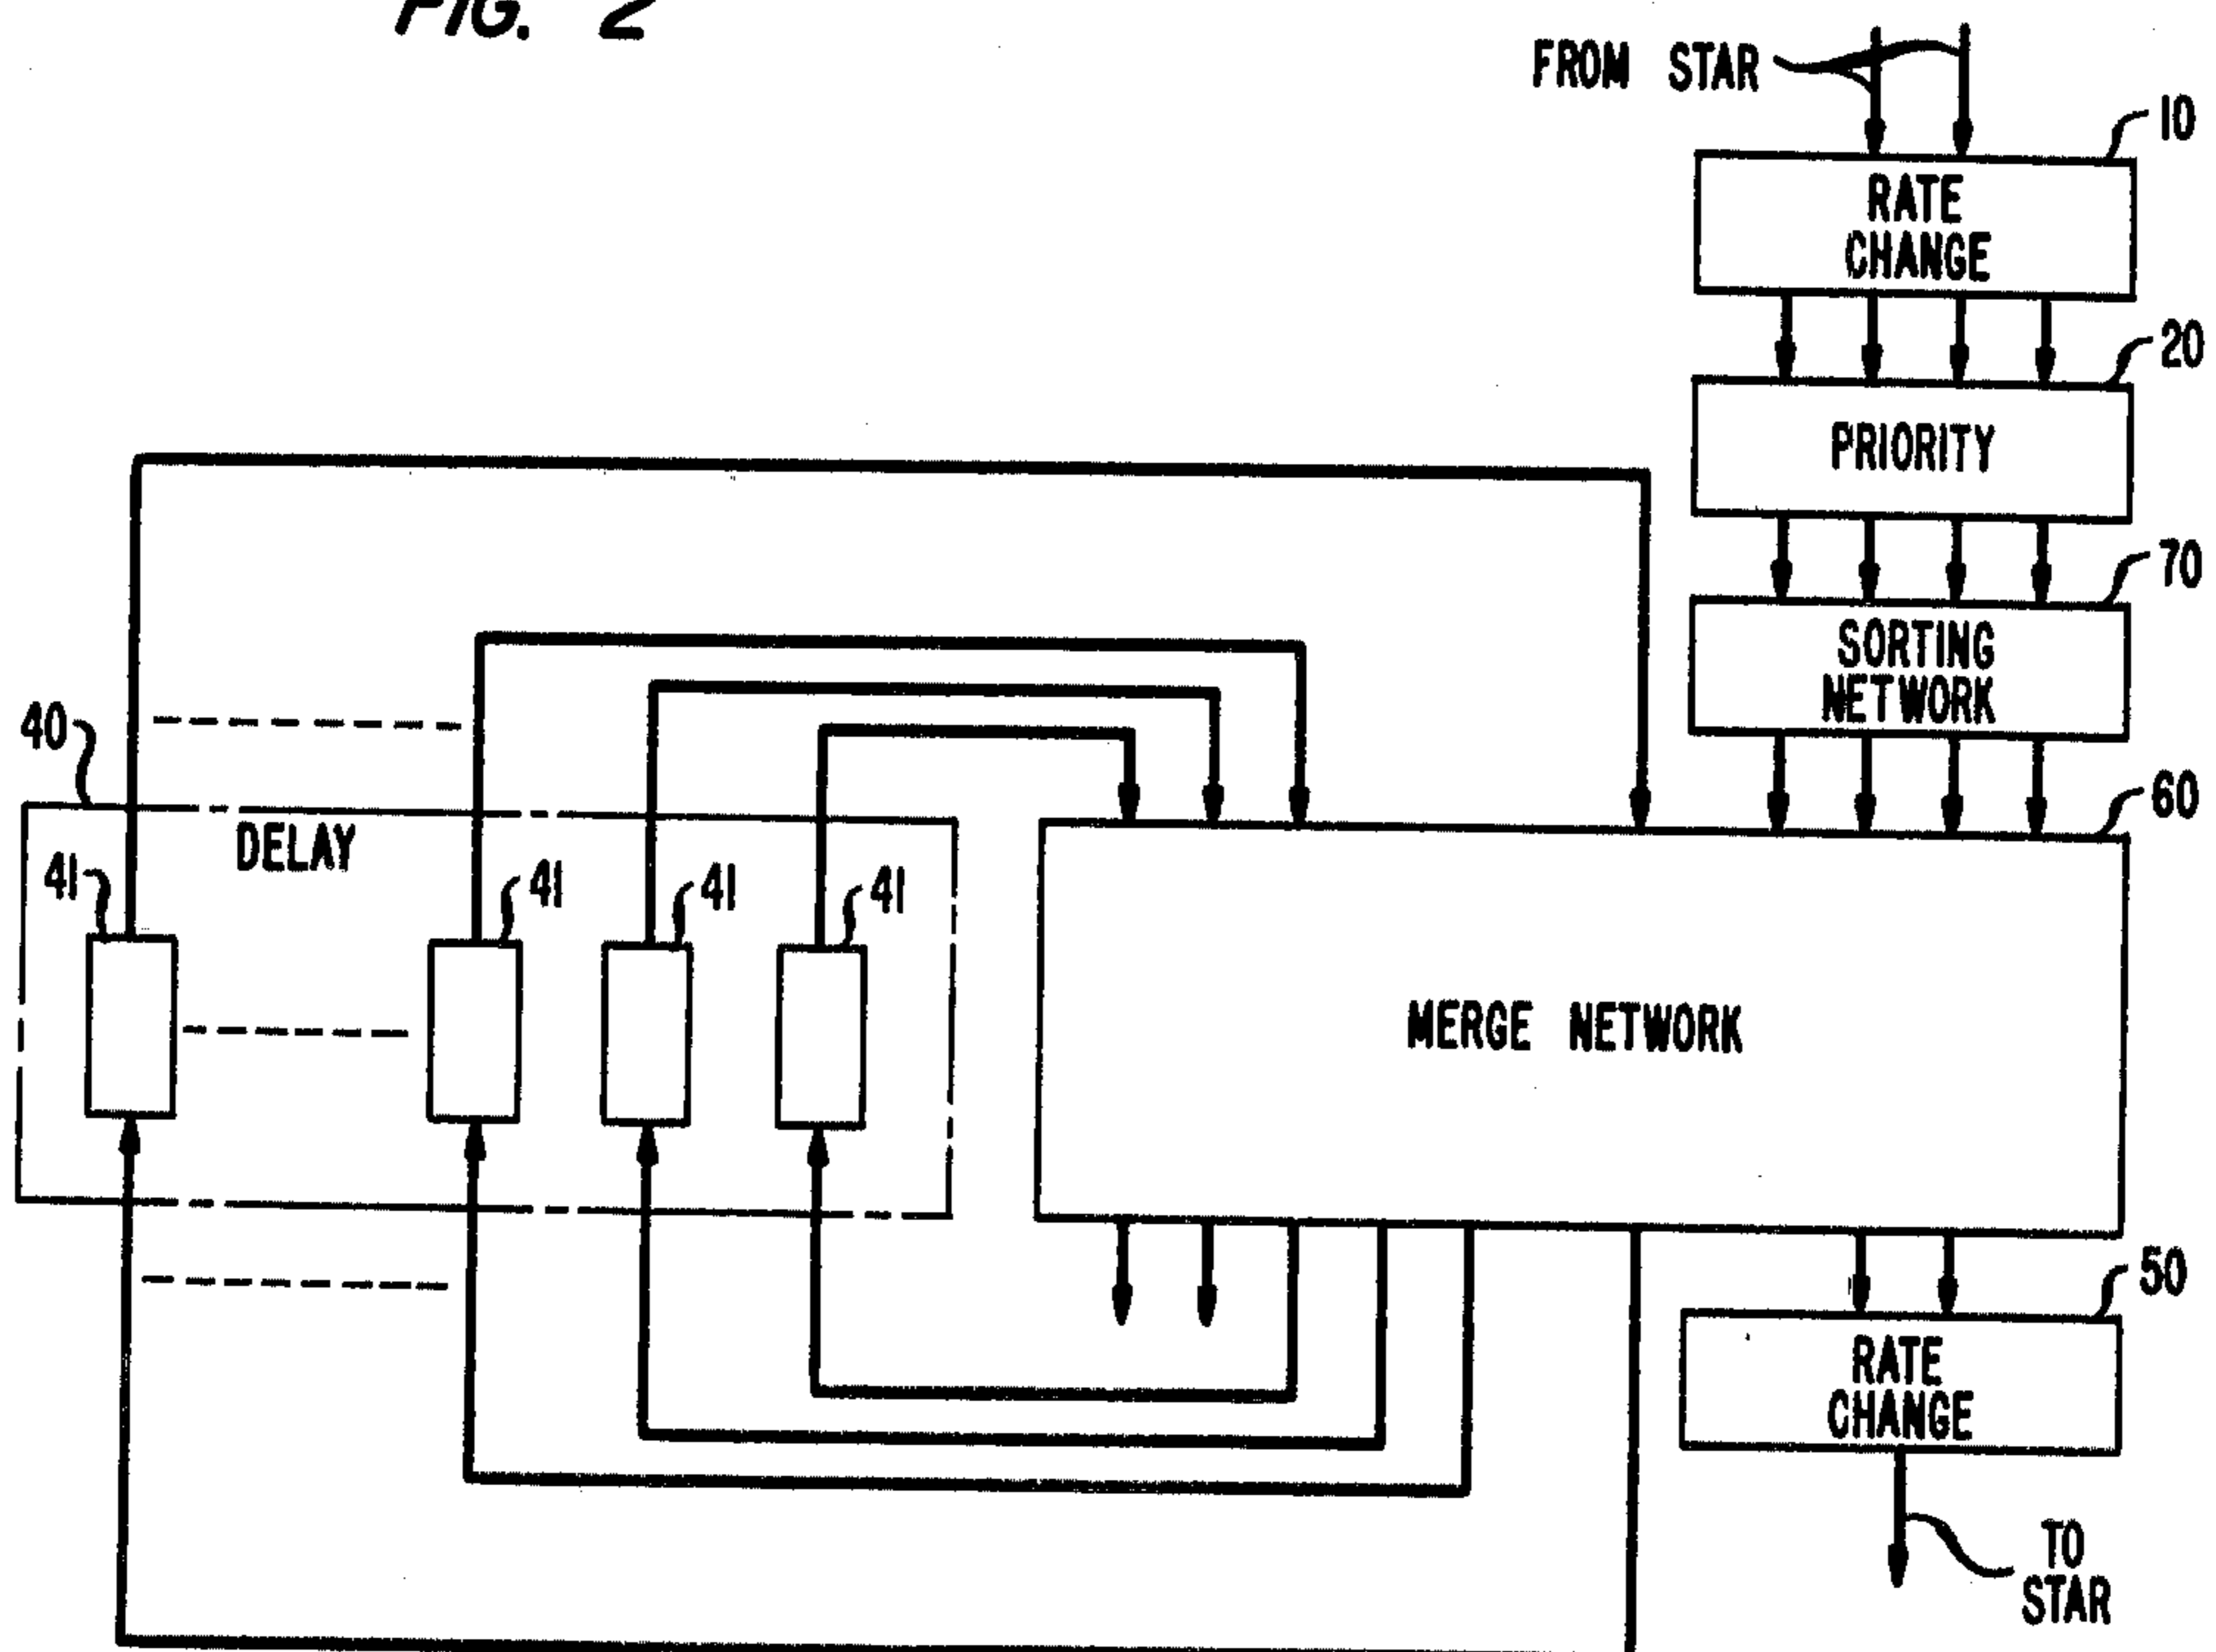 FIG. 2
FROM STAR
10
RATE
CHANGE
20
PRIORITY
70
SORTING
NETWORK
40
60
DELAY
41
41
41
41
MERGE NETWORK
50
RATE
CHANGE
TO
STAR